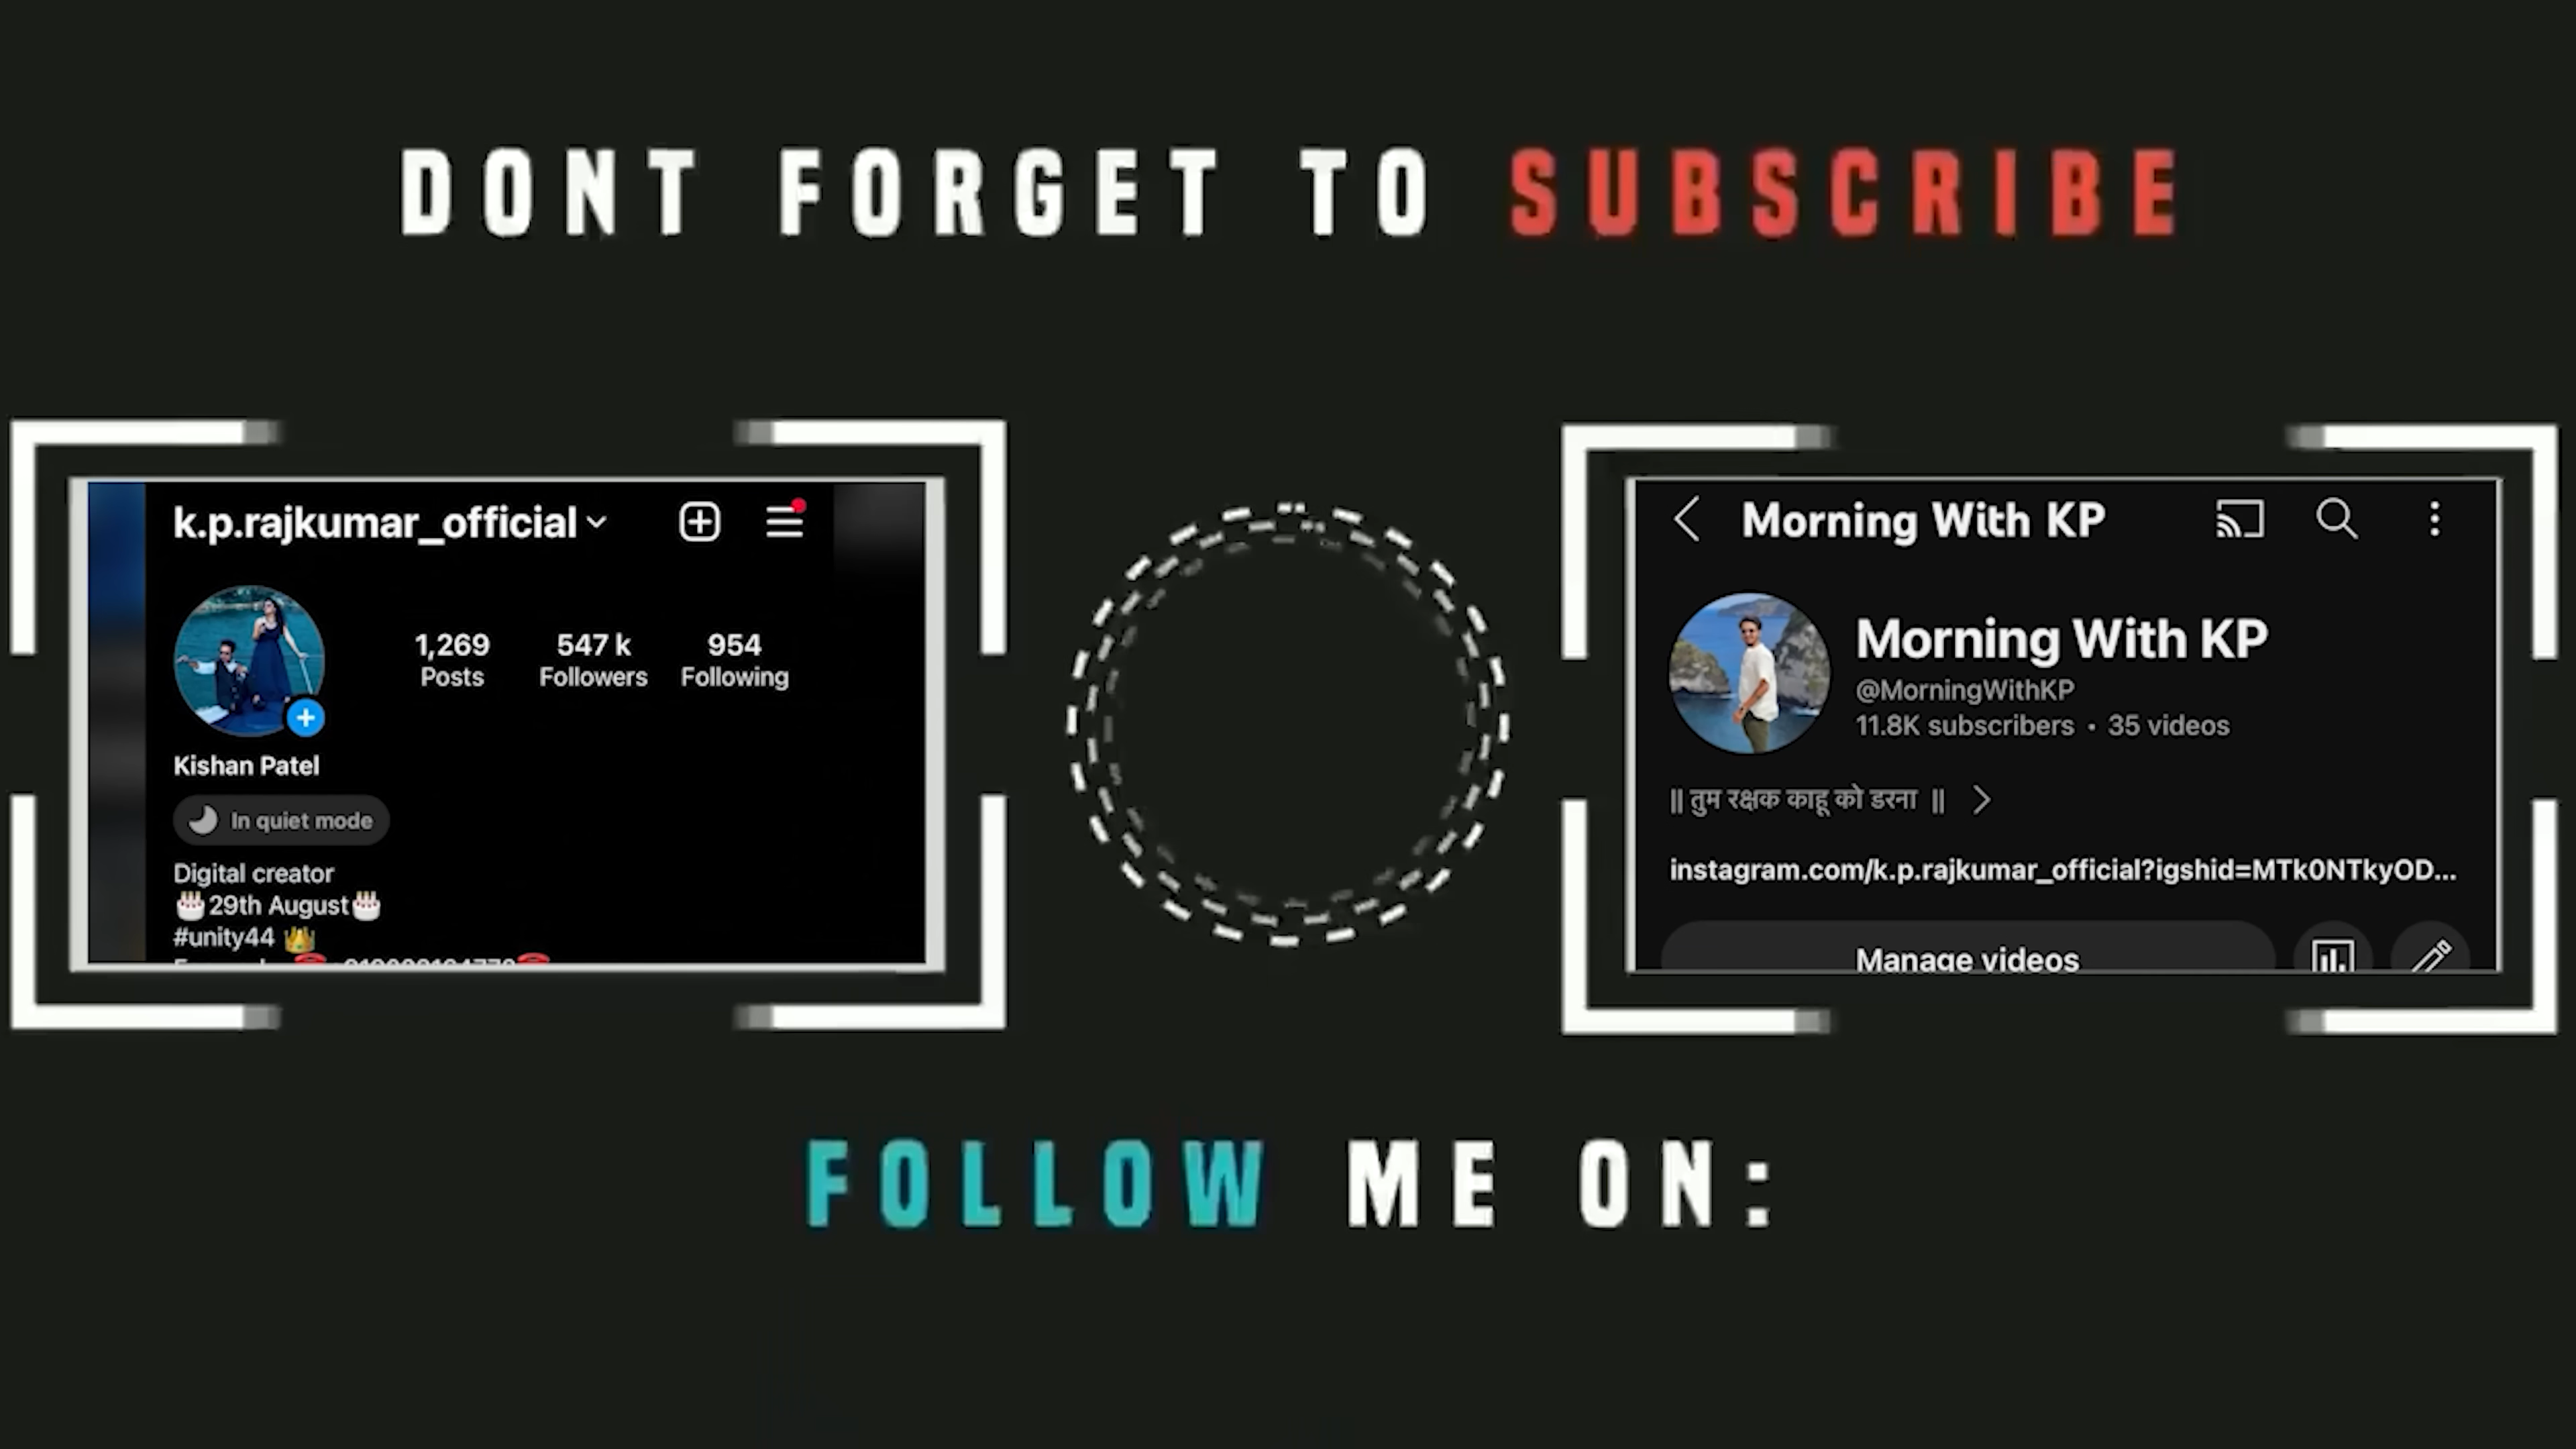 DONT FORGET TO SUBSCRIBE
k.p.rajkumar_official
1,269 Posts
547 k Followers
954 Following
Kishan Patel
In quiet mode
Digital creator
🎂29th August🎂
#unity44 👑
Morning With KP
Morning With KP
@MorningWithKP
11.8K subscribers • 35 videos
|| तुम रक्षक काहू को डरना ||
instagram.com/k.p.rajkumar_official?igshid=MTk0NTkyOD...
Manage videos
FOLLOW ME ON: